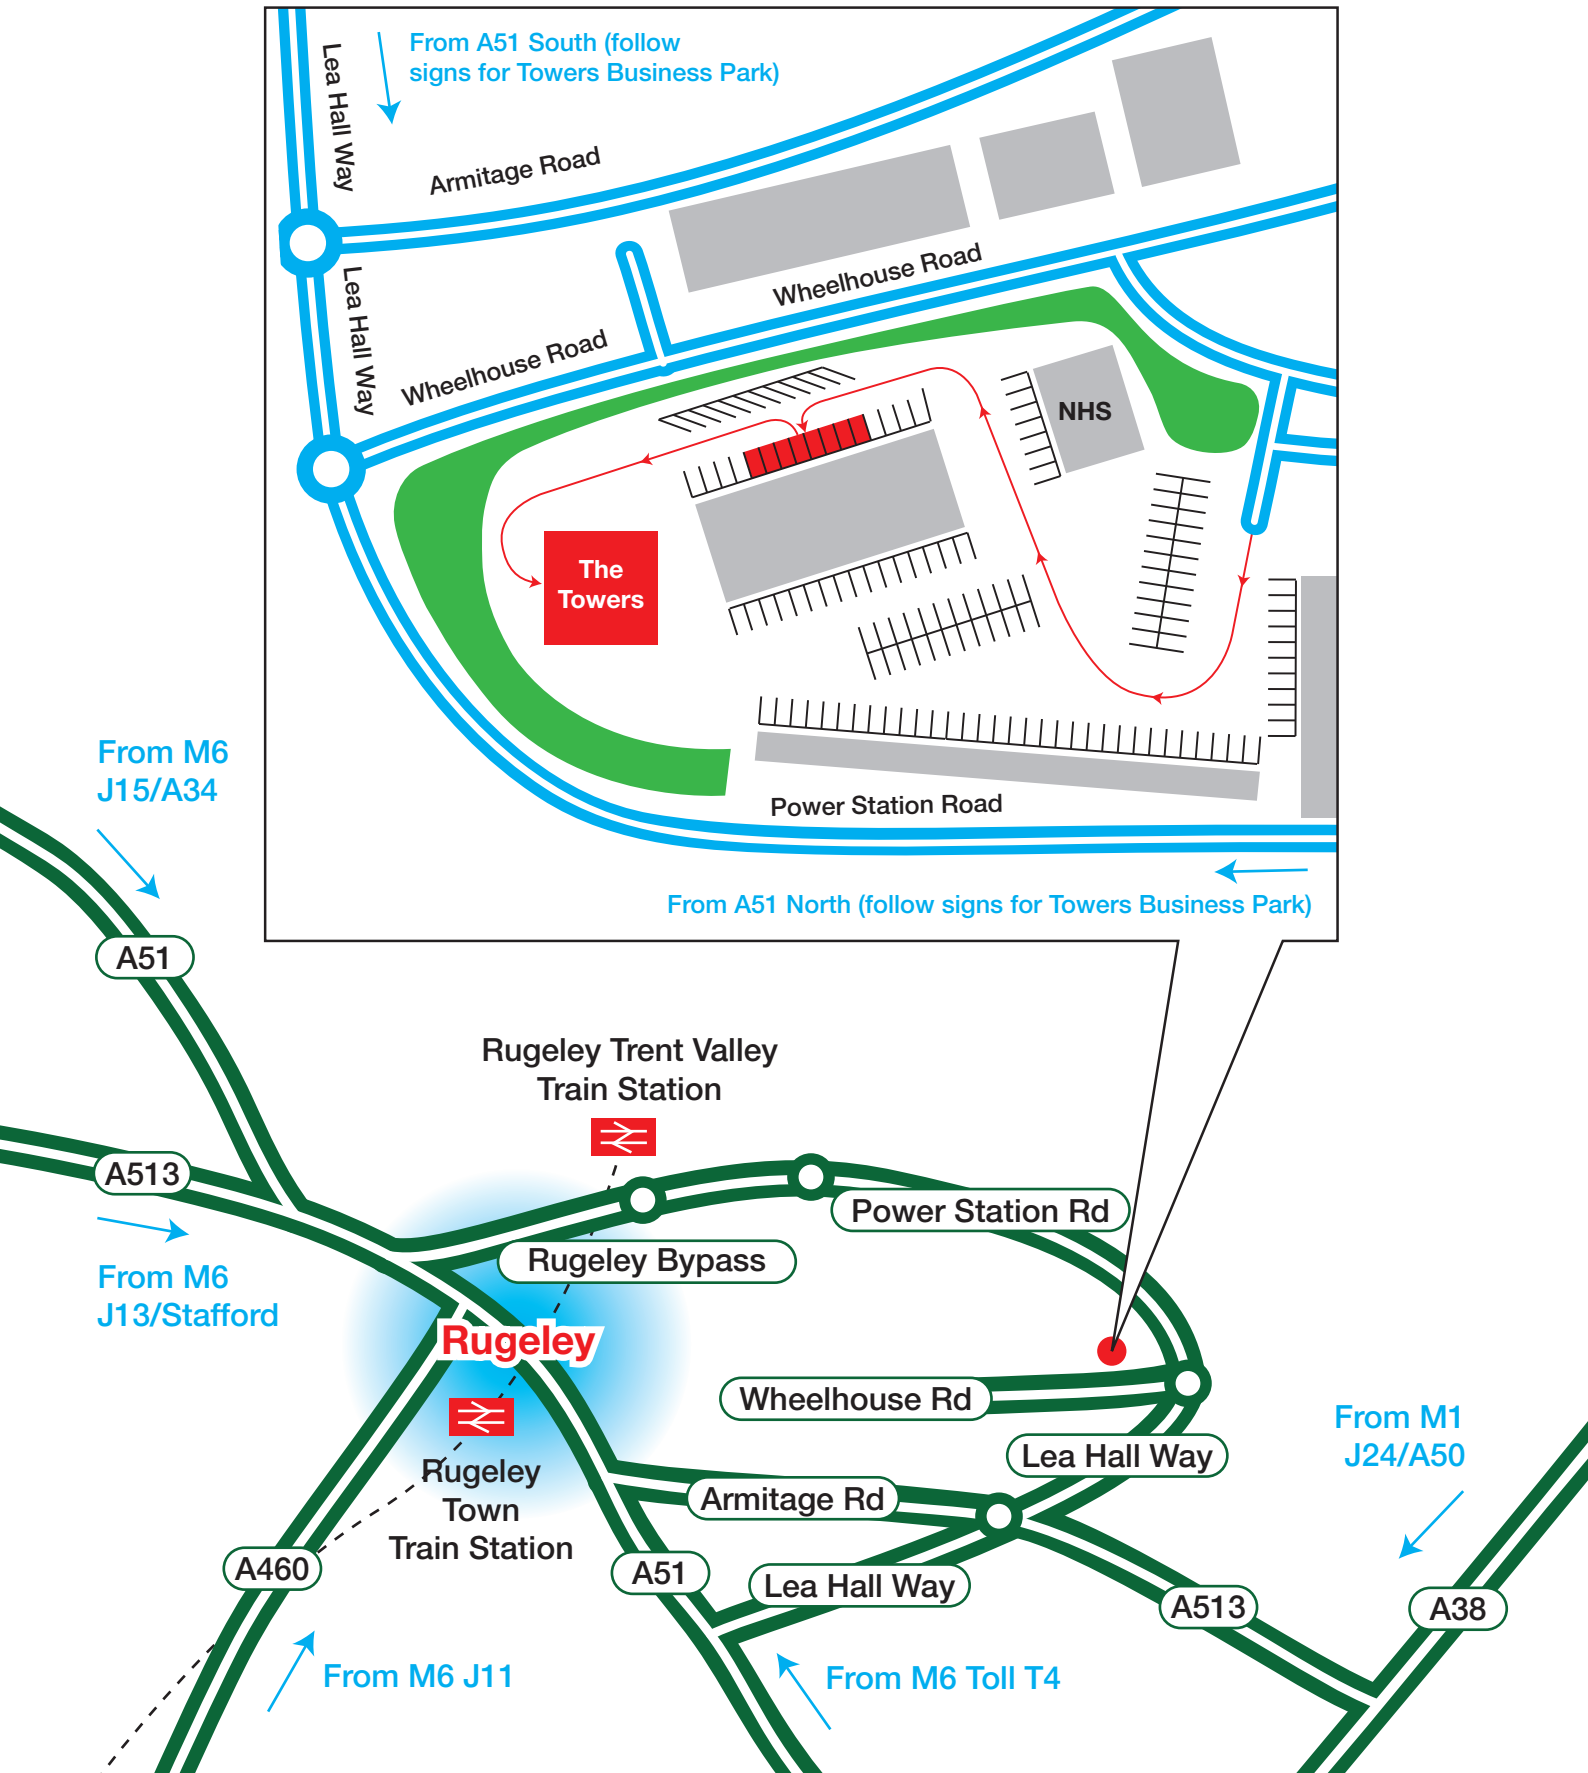 From A51 South (follow
signs for Towers Business Park)
Lea Hall Way
Armitage Road
Lea Hall Way
Wheelhouse Road
Wheelhouse Road
NHS
The
Towers
Power Station Road
From A51 North (follow signs for Towers Business Park)
From M6
J15/A34
A51
Rugeley Trent Valley
Train Station
A513
Power Station Rd
Rugeley Bypass
From M6
J13/Stafford
Rugeley
Wheelhouse Rd
From M1
J24/A50
Lea Hall Way
Rugeley
Town
Train Station
Armitage Rd
A460
A51
Lea Hall Way
A513
A38
From M6 J11
From M6 Toll T4